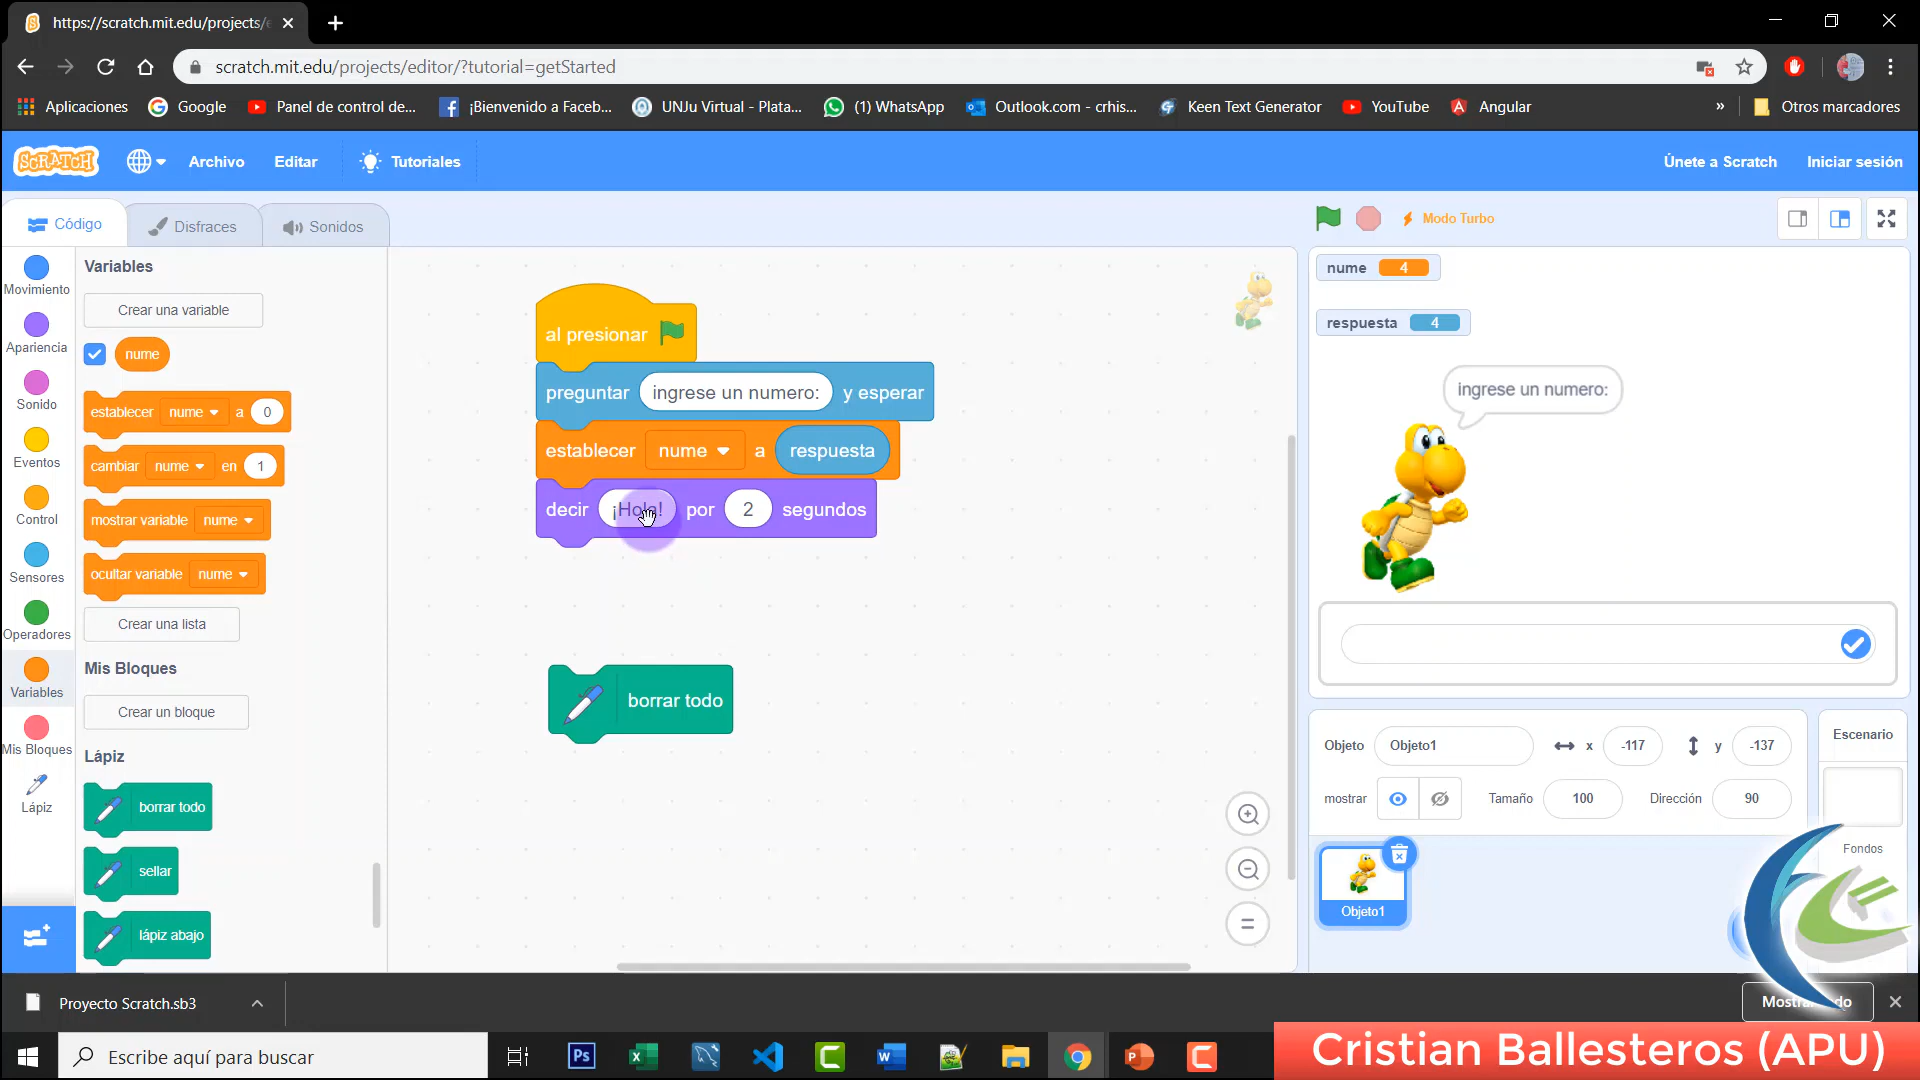 https://scratch.mit.edu/projects/e
scratch.mit.edu/projects/editor/?tutorial=getStarted
Aplicaciones
Google
Panel de control de...
¡Bienvenido a Faceb...
UNJu Virtual - Plata...
(1) WhatsApp
Outlook.com - crhis...
Keen Text Generator
YouTube
Angular
»
Otros marcadores
SCRATCH
Archivo
Editar
Tutoriales
Únete a Scratch
Iniciar sesión
Código
Disfraces
Sonidos
Modo Turbo
Movimiento
Apariencia
Sonido
Eventos
Control
Sensores
Operadores
Variables
Mis Bloques
Lápiz
Variables
Crear una variable
nume
establecer nume a 0
cambiar nume en 1
mostrar variable nume
ocultar variable nume
Crear una lista
Mis Bloques
Crear un bloque
Lápiz
borrar todo
sellar
lápiz abajo
al presionar
preguntar ingrese un numero: y esperar
establecer nume a respuesta
decir ¡Hola! por 2 segundos
borrar todo
nume 4
respuesta 4
ingrese un numero:
Objeto Objeto1 x -117 y -137
mostrar Tamaño 100 Dirección 90
Objeto1
Escenario
Fondos
Proyecto Scratch.sb3
Escribe aquí para buscar
Ps
Cristian Ballesteros (APU)